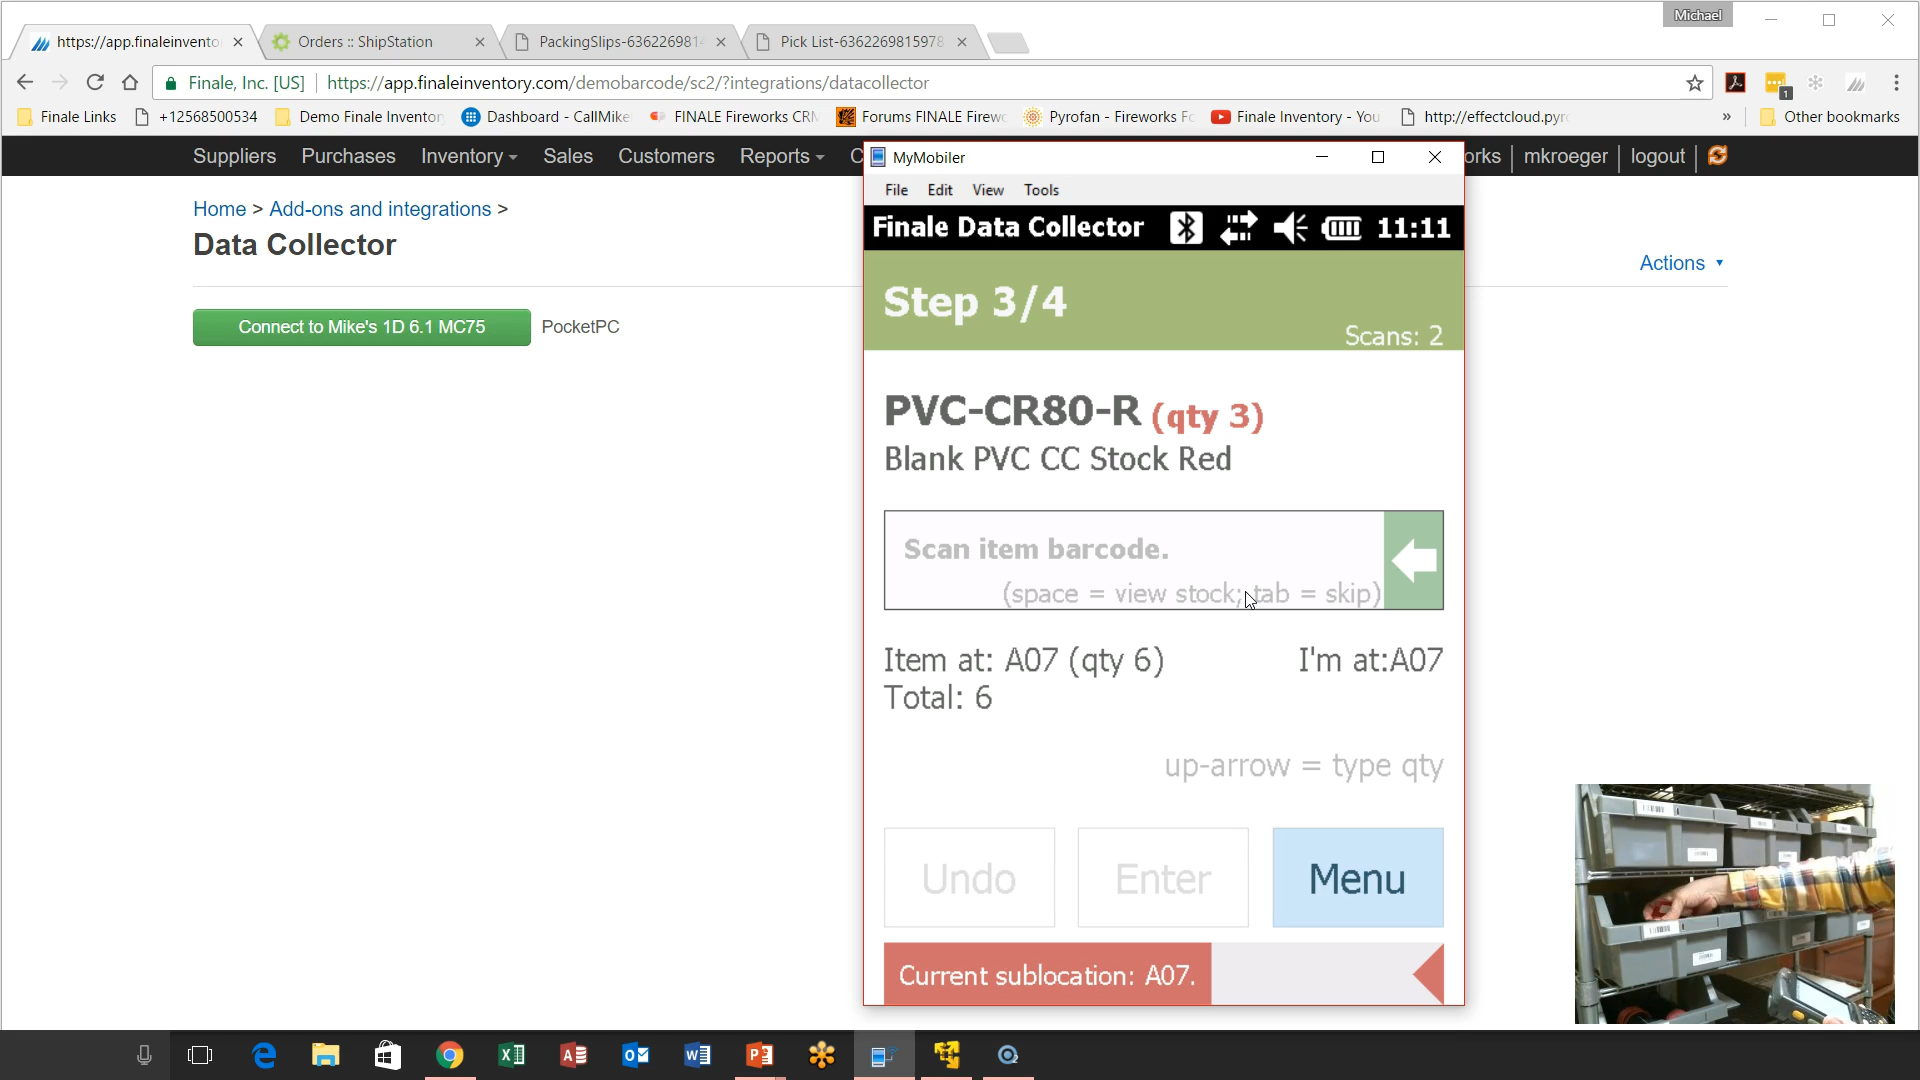 Michael
https://app.finaleinvento
Orders :: ShipStation
PackingSlips-636226981
Pick List-6362269815978
Finale, Inc. [US]
https://app.finaleinventory.com/demobarcode/sc2/?integrations/datacollector
1
Finale Links
+12568500534
Demo Finale Inventor
Dashboard - CallMike
FINALE Fireworks CRM
Forums FINALE Firew
Pyrofan - Fireworks Fo
Finale Inventory - You
http://effectcloud.pyr
»
Other bookmarks
Suppliers
Purchases
Inventory
Sales
Customers
Reports
C
orks
mkroeger
logout
Home > Add-ons and integrations >
Data Collector
Actions
Connect to Mike's 1D 6.1 MC75
PocketPC
MyMobiler
File
Edit
View
Tools
Finale Data Collector
11:11
Step 3/4
Scans: 2
PVC-CR80-R (qty 3)
Blank PVC CC Stock Red
Scan item barcode.
(space = view stock; tab = skip)
Item at: A07 (qty 6)
I'm at:A07
Total: 6
up-arrow = type qty
Undo
Enter
Menu
Current sublocation: A07.